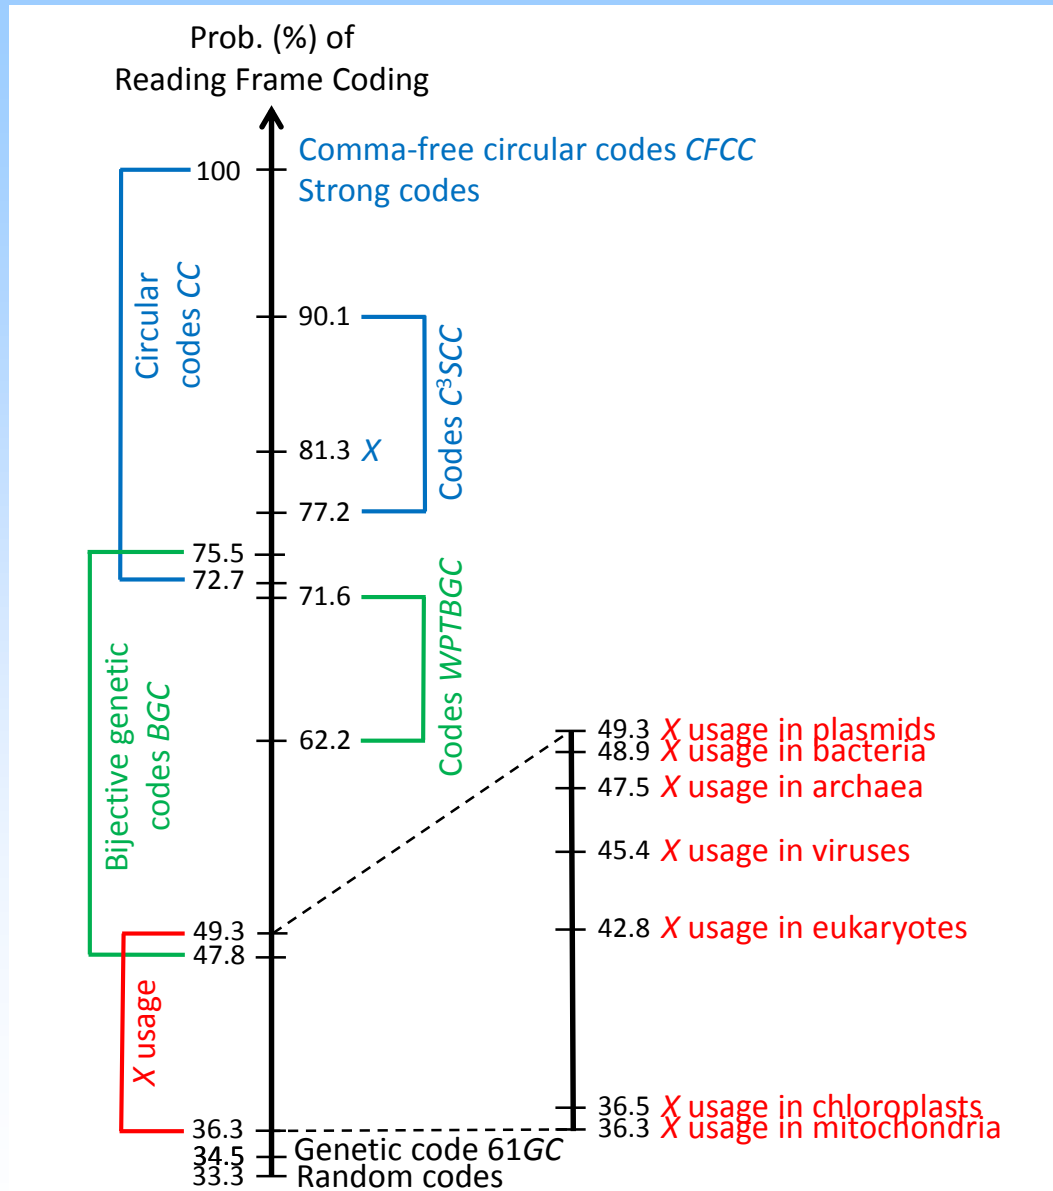 Prob. (%) of
Reading Frame Coding
Comma-free circular codes CFCC
100
Strong codes
Circular
codes CC
90.1
Codes C³SCC
81.3 X
77.2
75.5
72.7
71.6
Codes WPTBGC
62.2
Bijective genetic
codes BGC
49.3
47.8
X usage
36.3
34.5 Genetic code 61GC
33.3 Random codes
49.3 X usage in plasmids
48.9 X usage in bacteria
47.5 X usage in archaea
45.4 X usage in viruses
42.8 X usage in eukaryotes
36.5 X usage in chloroplasts
36.3 X usage in mitochondria